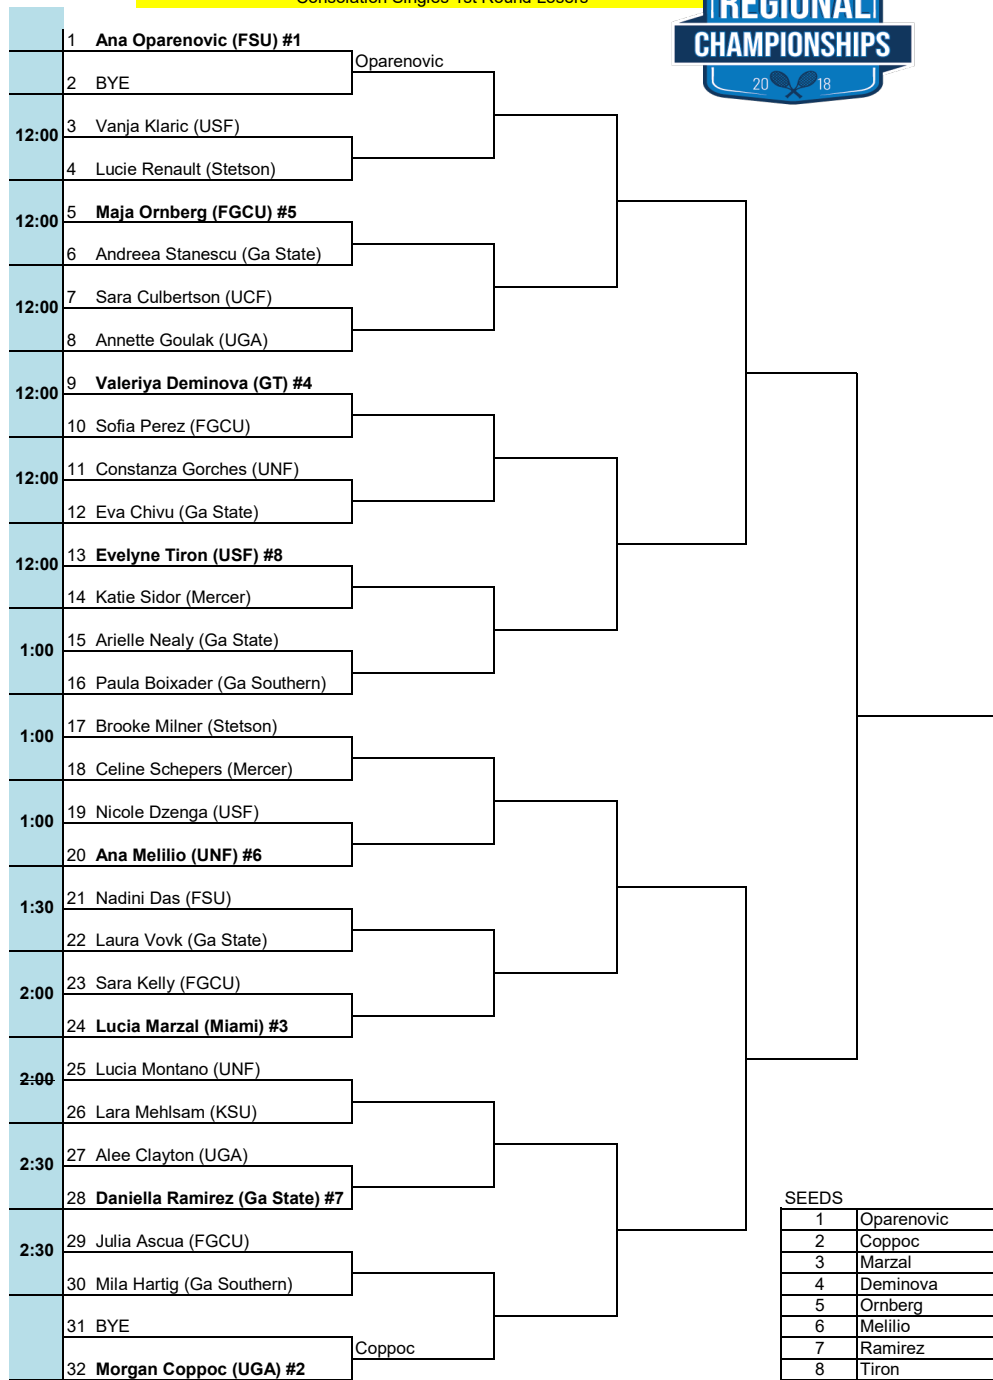 Consolation Singles 1st Round Losers
REGIONAL
CHAMPIONSHIPS
20 18
1 Ana Oparenovic (FSU) #1
Oparenovic
2 BYE
12:00
3 Vanja Klaric (USF)
4 Lucie Renault (Stetson)
12:00
5 Maja Ornberg (FGCU) #5
6 Andreea Stanescu (Ga State)
12:00
7 Sara Culbertson (UCF)
8 Annette Goulak (UGA)
12:00
9 Valeriya Deminova (GT) #4
10 Sofia Perez (FGCU)
12:00
11 Constanza Gorches (UNF)
12 Eva Chivu (Ga State)
12:00
13 Evelyne Tiron (USF) #8
14 Katie Sidor (Mercer)
1:00
15 Arielle Nealy (Ga State)
16 Paula Boixader (Ga Southern)
1:00
17 Brooke Milner (Stetson)
18 Celine Schepers (Mercer)
1:00
19 Nicole Dzenga (USF)
20 Ana Melilio (UNF) #6
1:30
21 Nadini Das (FSU)
22 Laura Vovk (Ga State)
2:00
23 Sara Kelly (FGCU)
24 Lucia Marzal (Miami) #3
2:00
25 Lucia Montano (UNF)
26 Lara Mehlsam (KSU)
2:30
27 Alee Clayton (UGA)
28 Daniella Ramirez (Ga State) #7
2:30
29 Julia Ascua (FGCU)
30 Mila Hartig (Ga Southern)
31 BYE
Coppoc
32 Morgan Coppoc (UGA) #2
SEEDS
1 Oparenovic
2 Coppoc
3 Marzal
4 Deminova
5 Ornberg
6 Melilio
7 Ramirez
8 Tiron